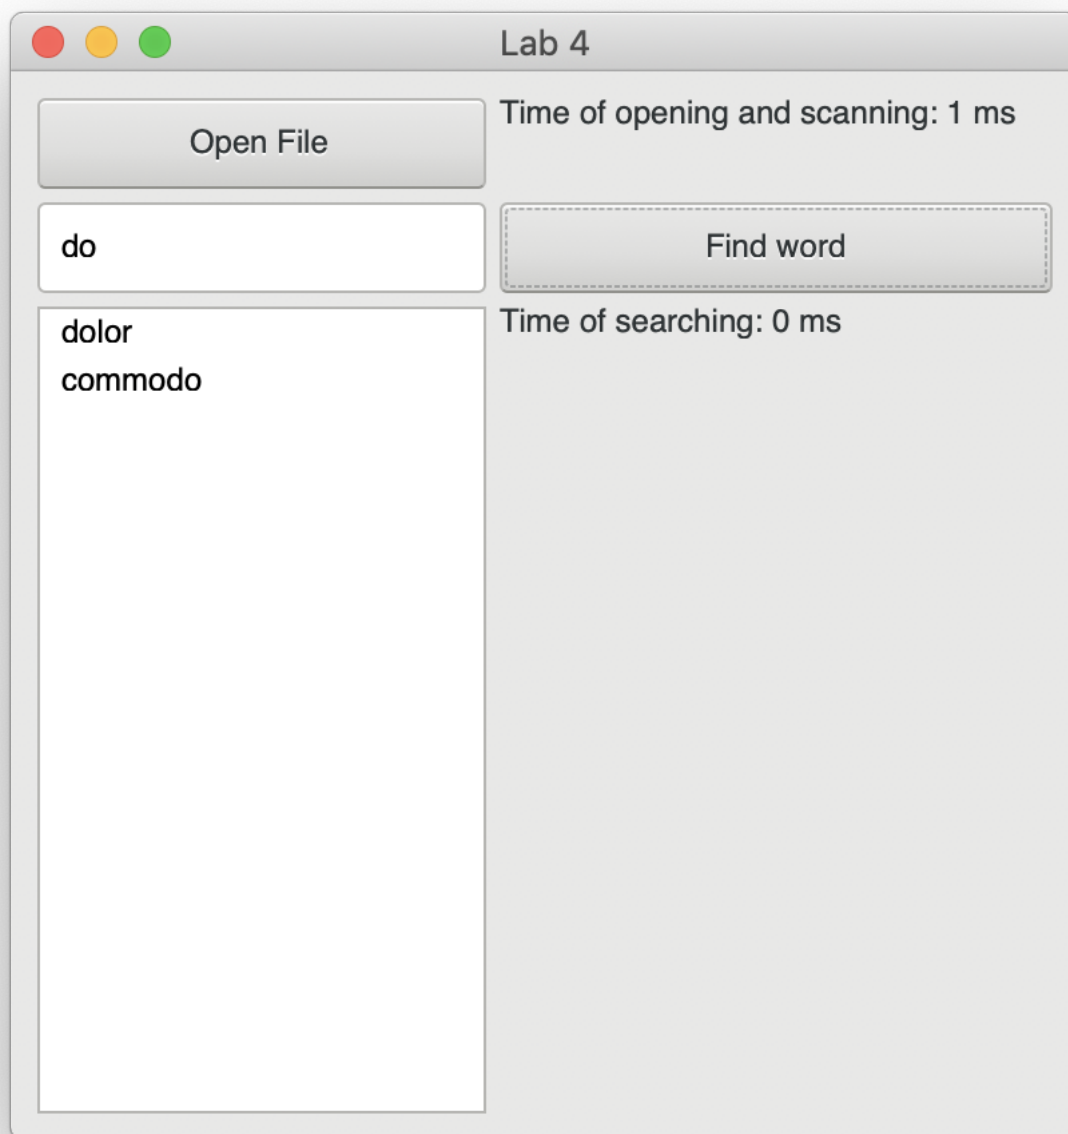 Lab 4
Open File
Time of opening and scanning: 1 ms
do
Find word
dolor
Time of searching: 0 ms
commodo